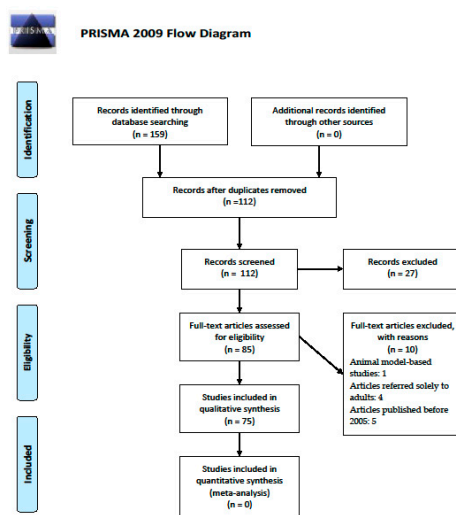 PRISMA
PRISMA 2009 Flow Diagram
Identification
Records identified through
database searching
(n = 159)
Additional records identified
through other sources
(n = 0)
Records after duplicates removed
(n =112)
Screening
Records screened
(n = 112)
Records excluded
(n = 27)
Eligibility
Full-text articles assessed
for eligibility
(n = 85)
Full-text articles excluded,
with reasons
(n = 10)
Animal model-based
studies: 1
Articles referred solely to
adults: 4
Articles published before
2005: 5
Studies included in
qualitative synthesis
(n = 75)
Included
Studies included in
quantitative synthesis
(meta-analysis)
(n = 0)